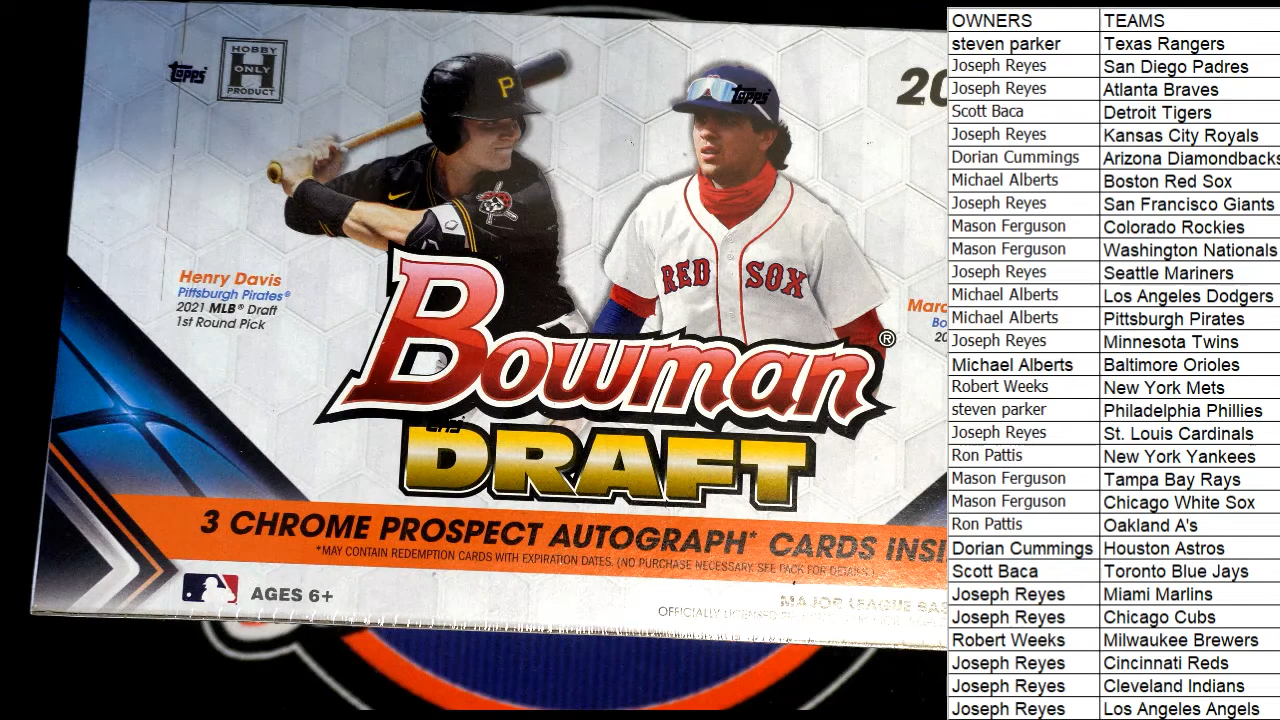 HOBBY
ONLY
PRODUCT
topps
P
topps
20
RED SOX
Henry Davis
Pittsburgh Pirates®
2021 MLB® Draft
1st Round Pick
Marc
Bo
20
Bowman®
DRAFT
3 CHROME PROSPECT AUTOGRAPH* CARDS INSI
*MAY CONTAIN REDEMPTION CARDS WITH EXPIRATION DATES. (NO PURCHASE NECESSARY. SEE PACK FOR DETAILS.)
AGES 6+
MAJOR LEAGUE BAS
OFFICIALLY LICENSED
OWNERS TEAMS
steven parker Texas Rangers
Joseph Reyes San Diego Padres
Joseph Reyes Atlanta Braves
Scott Baca Detroit Tigers
Joseph Reyes Kansas City Royals
Dorian Cummings Arizona Diamondbacks
Michael Alberts Boston Red Sox
Joseph Reyes San Francisco Giants
Mason Ferguson Colorado Rockies
Mason Ferguson Washington Nationals
Joseph Reyes Seattle Mariners
Michael Alberts Los Angeles Dodgers
Michael Alberts Pittsburgh Pirates
Joseph Reyes Minnesota Twins
Michael Alberts Baltimore Orioles
Robert Weeks New York Mets
steven parker Philadelphia Phillies
Joseph Reyes St. Louis Cardinals
Ron Pattis New York Yankees
Mason Ferguson Tampa Bay Rays
Mason Ferguson Chicago White Sox
Ron Pattis Oakland A's
Dorian Cummings Houston Astros
Scott Baca Toronto Blue Jays
Joseph Reyes Miami Marlins
Joseph Reyes Chicago Cubs
Robert Weeks Milwaukee Brewers
Joseph Reyes Cincinnati Reds
Joseph Reyes Cleveland Indians
Joseph Reyes Los Angeles Angels